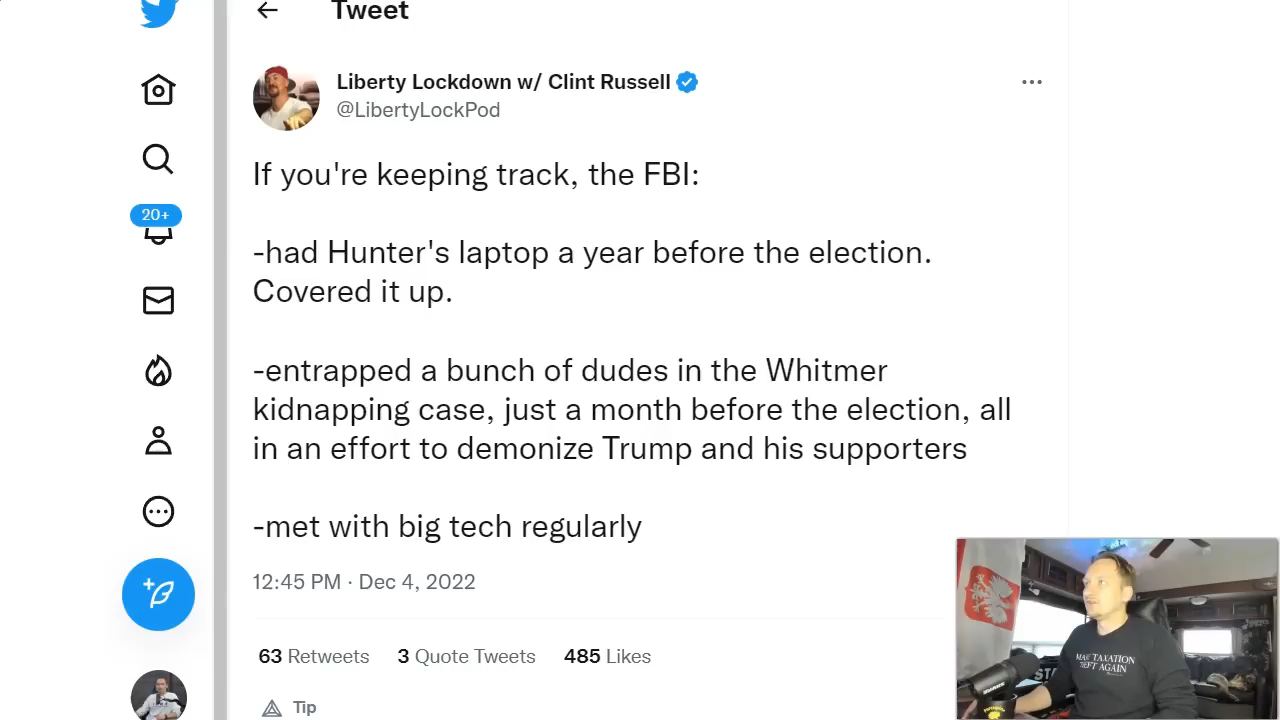 Tweet
Liberty Lockdown w/ Clint Russell
@LibertyLockPod
20+
If you're keeping track, the FBI:
-had Hunter's laptop a year before the election.
Covered it up.
-entrapped a bunch of dudes in the Whitmer
kidnapping case, just a month before the election, all
in an effort to demonize Trump and his supporters
-met with big tech regularly
12:45 PM · Dec 4, 2022
63 Retweets 3 Quote Tweets 485 Likes
Tip
TAXATION
THEFT AGAIN